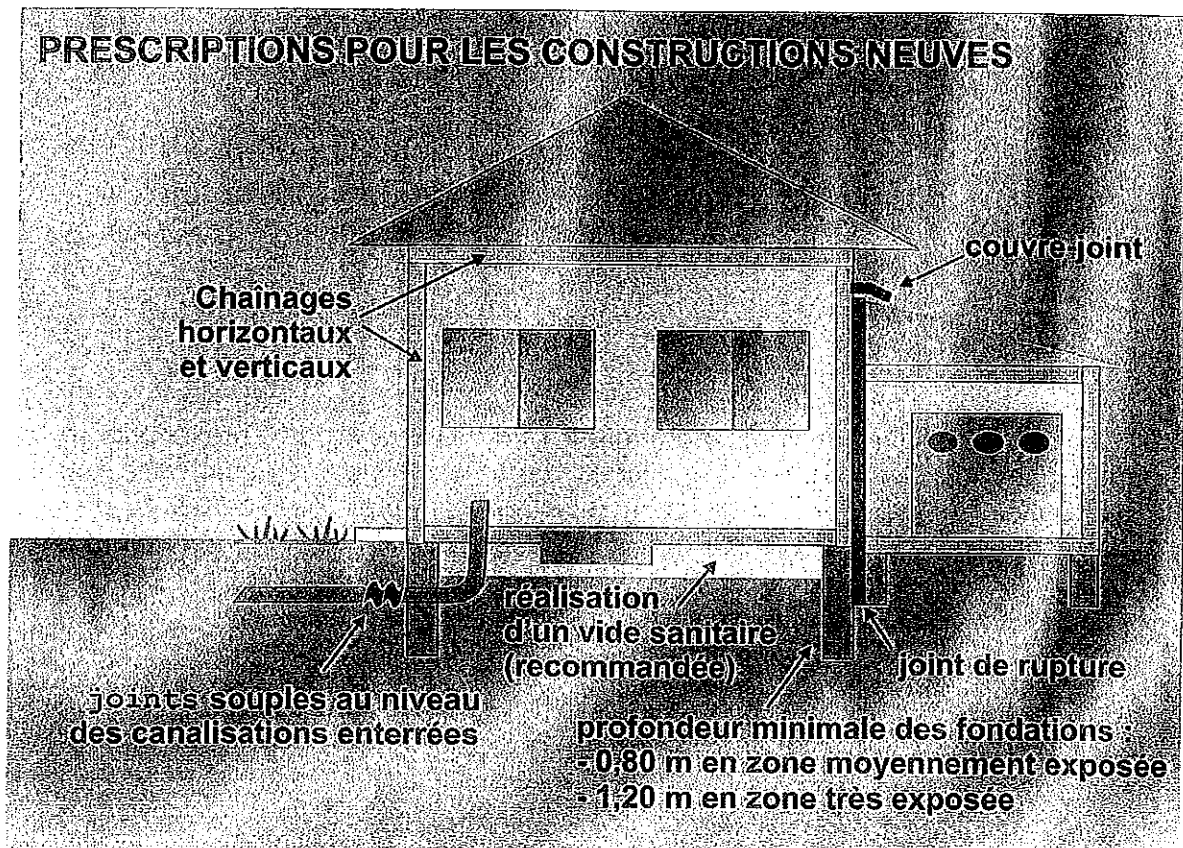 PRESCRIPTIONS POUR LES CONSTRUCTIONS NEUVES
couvre-joint
Chaînages
horizontaux
et verticaux
réalisation
d'un vide sanitaire
(recommandée)
joint de rupture
joints souples au niveau
des canalisations enterrées
profondeur minimale des fondations :
- 0,80 m en zone moyennement exposée
- 1,20 m en zone très exposée